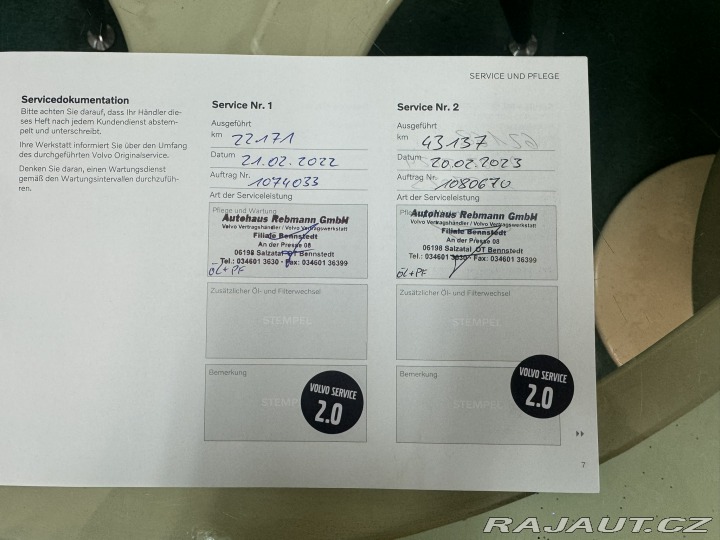 SERVICE UND PFLEGE
Servicedokumentation
Bitte achten Sie darauf, dass Ihr Händler die-
ses Heft nach jedem Kundendienst abstem-
pelt und unterschreibt.
Ihre Werkstatt informiert Sie über den Umfang
des durchgeführten Volvo Originalservice.
Denken Sie daran, einen Wartungsdienst
gemäß den Wartungsintervallen durchzufüh-
ren.
Service Nr. 1
Ausgeführt
km 22171
Datum 21.02.2022
Auftrag Nr. 1074033
Art der Serviceleistung
Pflege und Wartung
Autohaus Rebmann GmbH
Volvo Vertragshändler / Volvo Vertragswerkstatt
Filiale Bennstedt
An der Presse 08
06198 Salzatal OT Bennstedt
Tel.: 034601 3630 · Fax: 034601 36399
ÖL+PF
Zusätzlicher Öl- und Filterwechsel
STEMPEL
Bemerkung
STEMPEL
VOLVO SERVICE
2.0
Service Nr. 2
Ausgeführt
km 43137
Datum 20.02.2023
Auftrag Nr. 1080670
Art der Serviceleistung
Autohaus Rebmann GmbH
Volvo Vertragshändler / Volvo Vertragswerkstatt
Filiale Bennstedt
An der Presse 08
06198 Salzatal OT Bennstedt
Tel.: 034601 3630 · Fax: 034601 36399
ÖL+PF
Zusätzlicher Öl- und Filterwechsel
STEMPEL
Bemerkung
STEMPEL
VOLVO SERVICE
2.0
7
RAJAUT.CZ